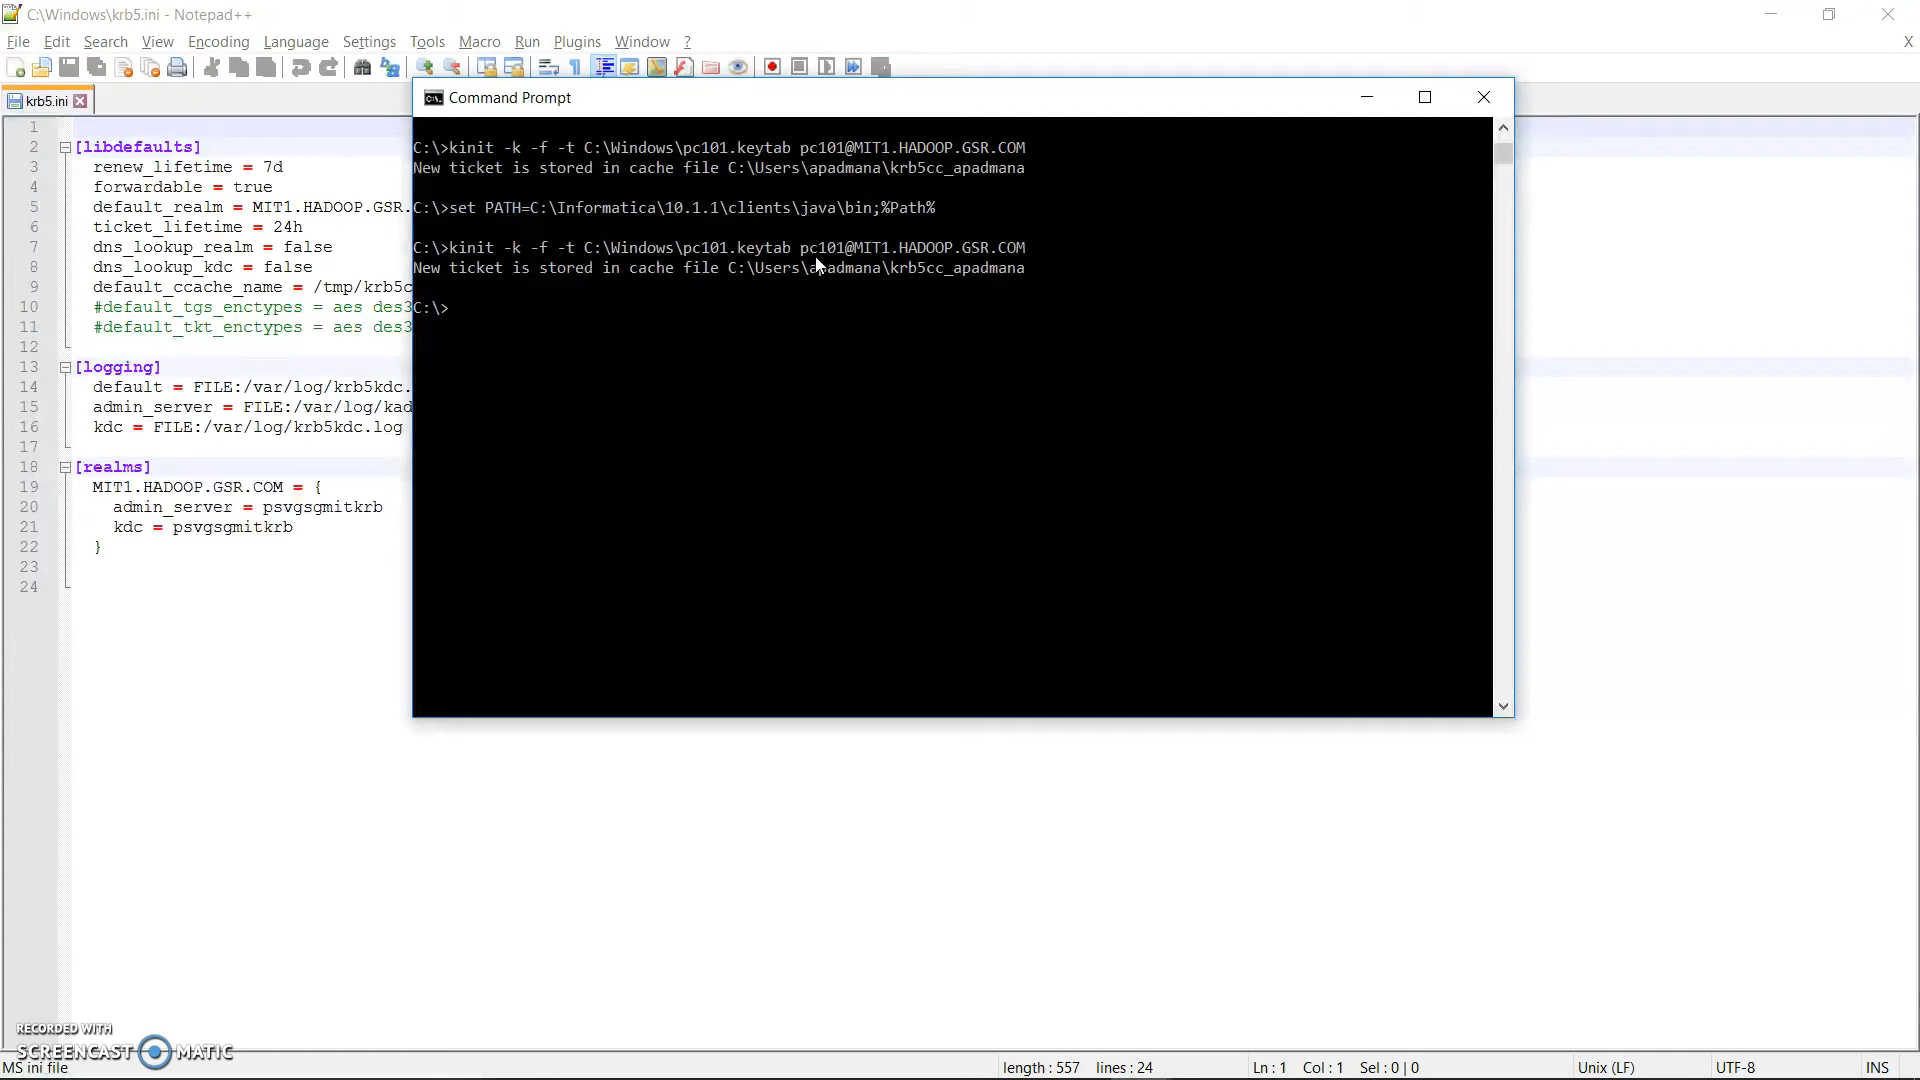 C:\Windows\krb5.ini - Notepad++
File Edit Search View Encoding Language Settings Tools Macro Run Plugins Window ? X
krb5.ini
Command Prompt
1
2 [libdefaults]
3 renew_lifetime = 7d
4 forwardable = true
5 default_realm = MIT1.HADOOP.GSR.
6 ticket_lifetime = 24h
7 dns_lookup_realm = false
8 dns_lookup_kdc = false
9 default_ccache_name = /tmp/krb5c
10 #default_tgs_enctypes = aes des3
11 #default_tkt_enctypes = aes des3
12
13 [logging]
14 default = FILE:/var/log/krb5kdc.
15 admin_server = FILE:/var/log/kad
16 kdc = FILE:/var/log/krb5kdc.log
17
18 [realms]
19 MIT1.HADOOP.GSR.COM = {
20 admin_server = psvgsgmitkrb
21 kdc = psvgsgmitkrb
22 }
23
24
C:\>kinit -k -f -t C:\Windows\pc101.keytab pc101@MIT1.HADOOP.GSR.COM
New ticket is stored in cache file C:\Users\apadmana\krb5cc_apadmana
C:\>set PATH=C:\Informatica\10.1.1\clients\java\bin;%Path%
C:\>kinit -k -f -t C:\Windows\pc101.keytab pc101@MIT1.HADOOP.GSR.COM
New ticket is stored in cache file C:\Users\apadmana\krb5cc_apadmana
C:\>
RECORDED WITH
SCREENCAST MATIC
MS ini file length : 557 lines : 24 Ln : 1 Col : 1 Sel : 0 | 0 Unix (LF) UTF-8 INS